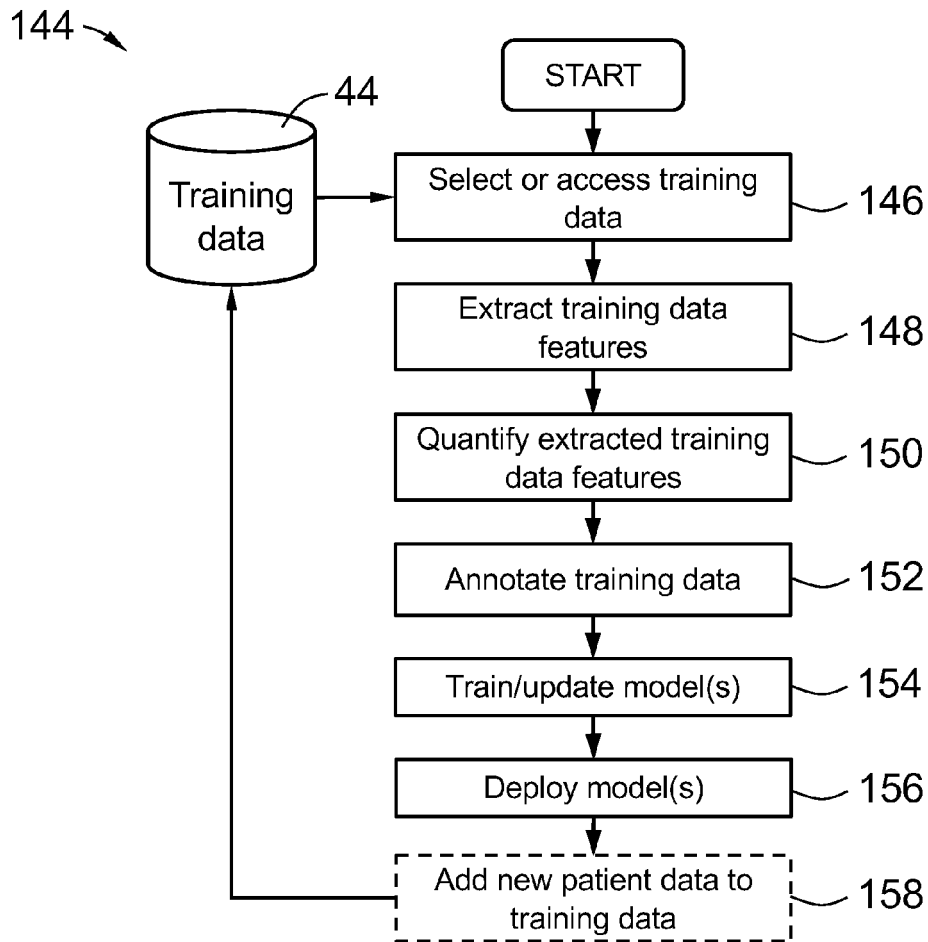 144
START
44
Training
data
Select or access training
data
146
Extract training data
features
148
Quantify extracted training
data features
150
Annotate training data
152
Train/update model(s)
154
Deploy model(s)
156
Add new patient data to
training data
158